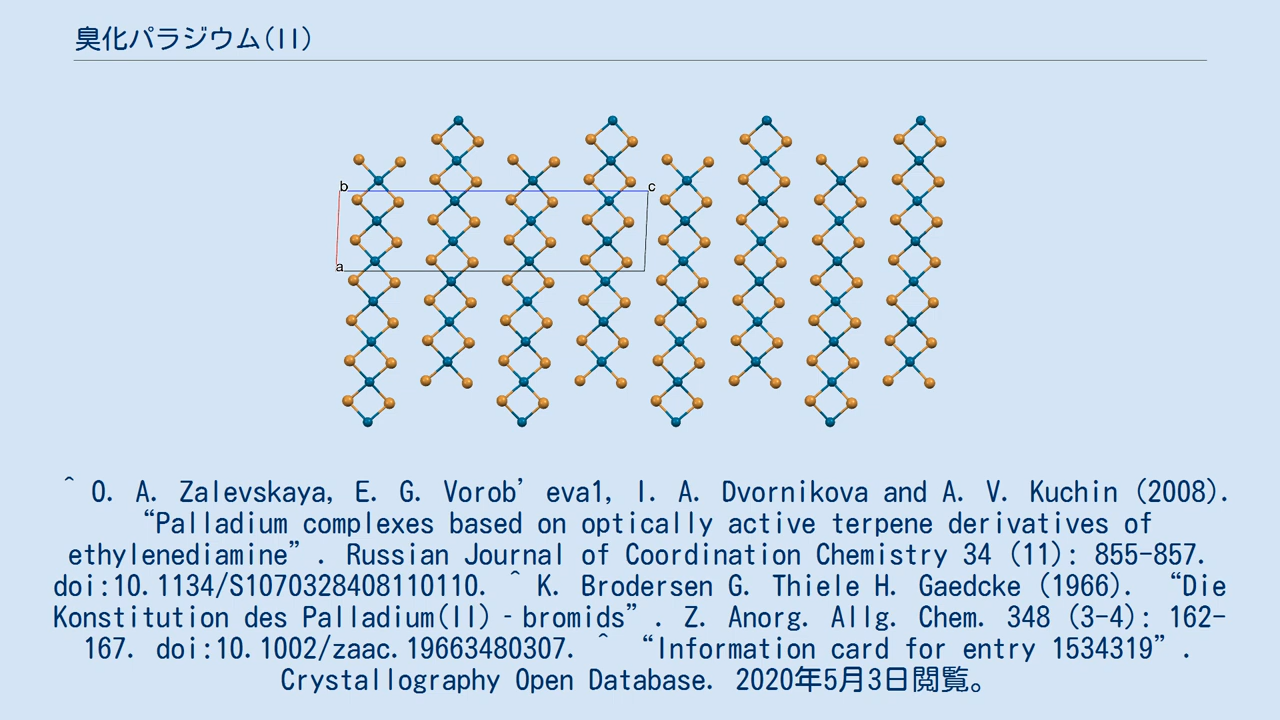 臭化パラジウム(II)
b
c
a
^ O. A. Zalevskaya, E. G. Vorob’eva1, I. A. Dvornikova and A. V. Kuchin (2008).
“Palladium complexes based on optically active terpene derivatives of
ethylenediamine”. Russian Journal of Coordination Chemistry 34 (11): 855–857.
doi:10.1134/S1070328408110110. ^ K. Brodersen G. Thiele H. Gaedcke (1966). “Die
Konstitution des Palladium(II)‐bromids”. Z. Anorg. Allg. Chem. 348 (3–4): 162–
167. doi:10.1002/zaac.19663480307. ^ “Information card for entry 1534319”.
Crystallography Open Database. 2020年5月3日閲覧。